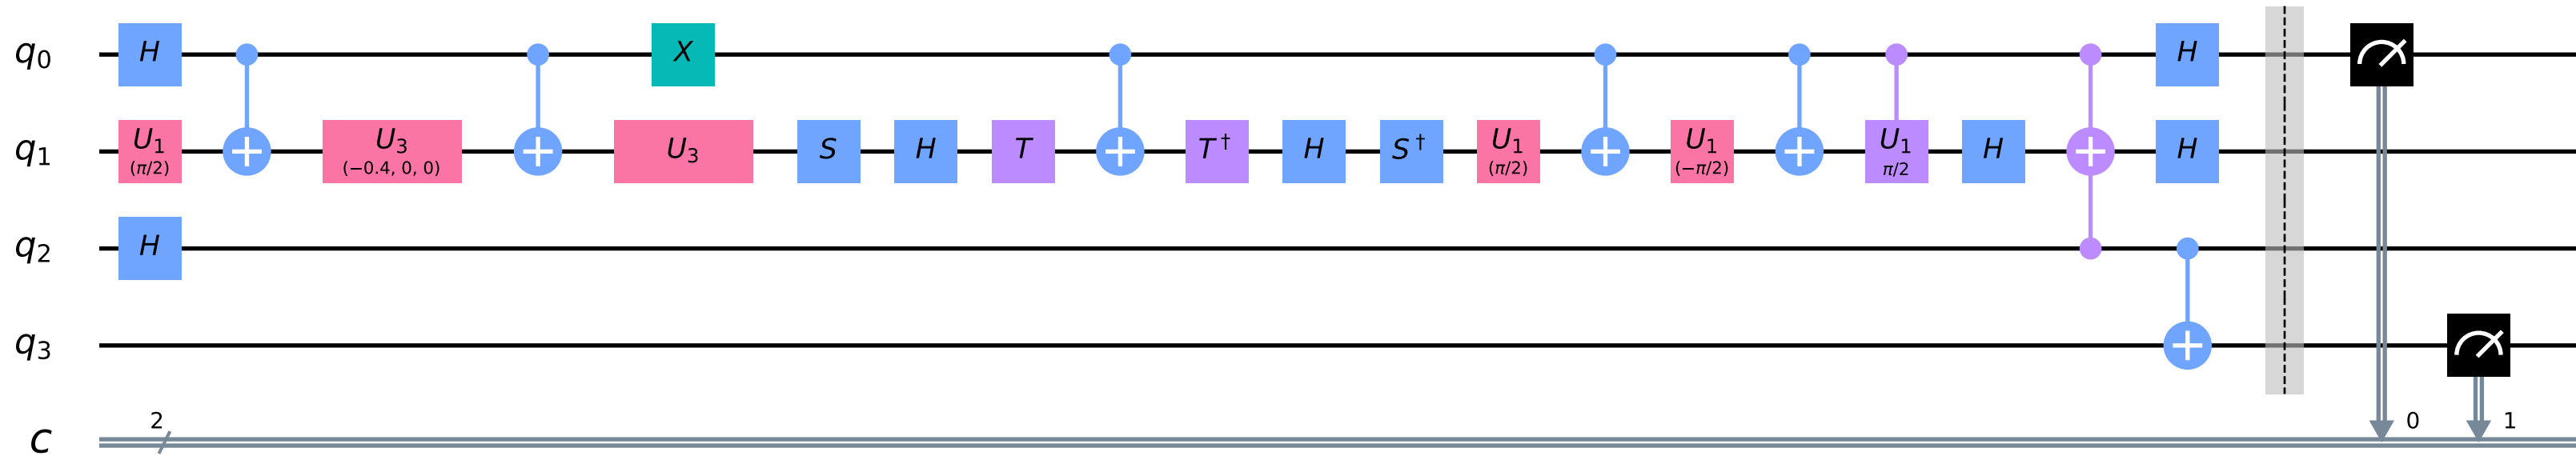 q0 H X H
q1 U1 (π/2) U3 (−0.4, 0, 0) U3 S H T T† H S† U1 (π/2) U1 (−π/2) U1 π/2 H H
q2 H
q3
c 2 0 1